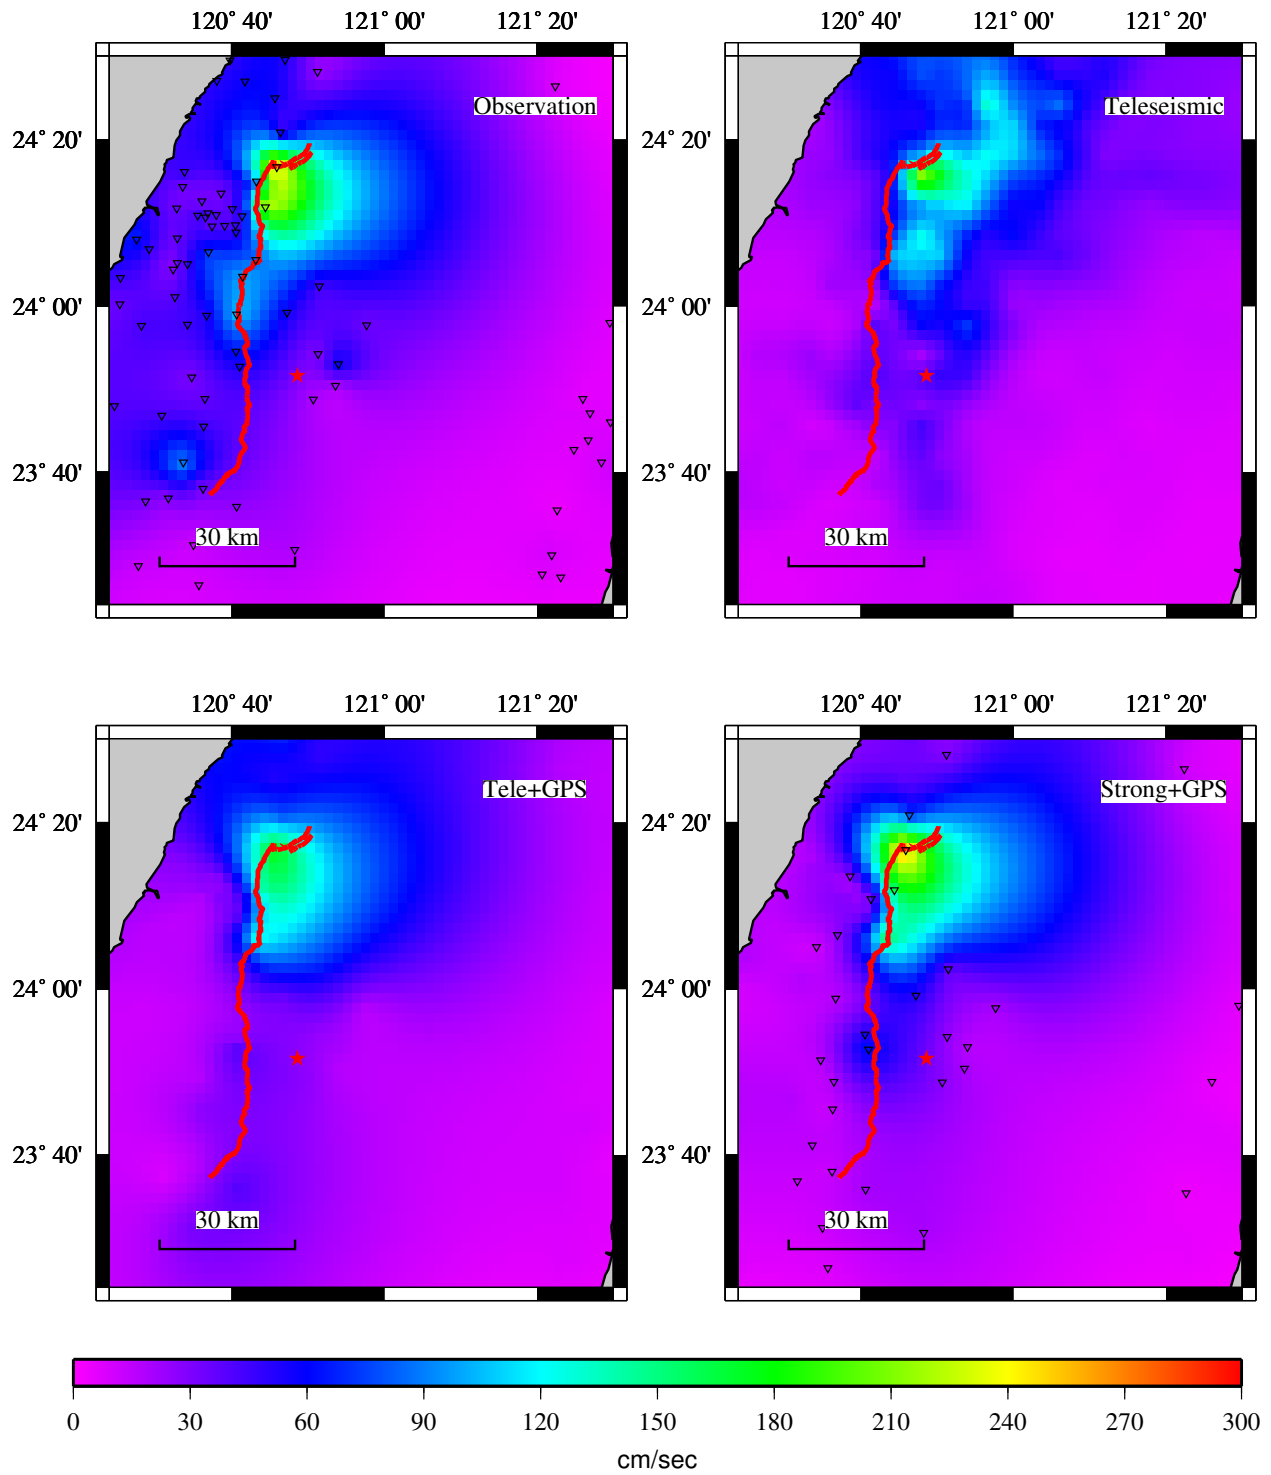 120° 40' 121° 00' 121° 20'
120° 40' 121° 00' 121° 20'
Observation
Teleseismic
24° 20'
24° 20'
24° 00'
24° 00'
23° 40'
23° 40'
30 km
30 km
120° 40' 121° 00' 121° 20'
120° 40' 121° 00' 121° 20'
Tele+GPS
Strong+GPS
24° 20'
24° 20'
24° 00'
24° 00'
23° 40'
23° 40'
30 km
30 km
0 30 60 90 120 150 180 210 240 270 300
cm/sec